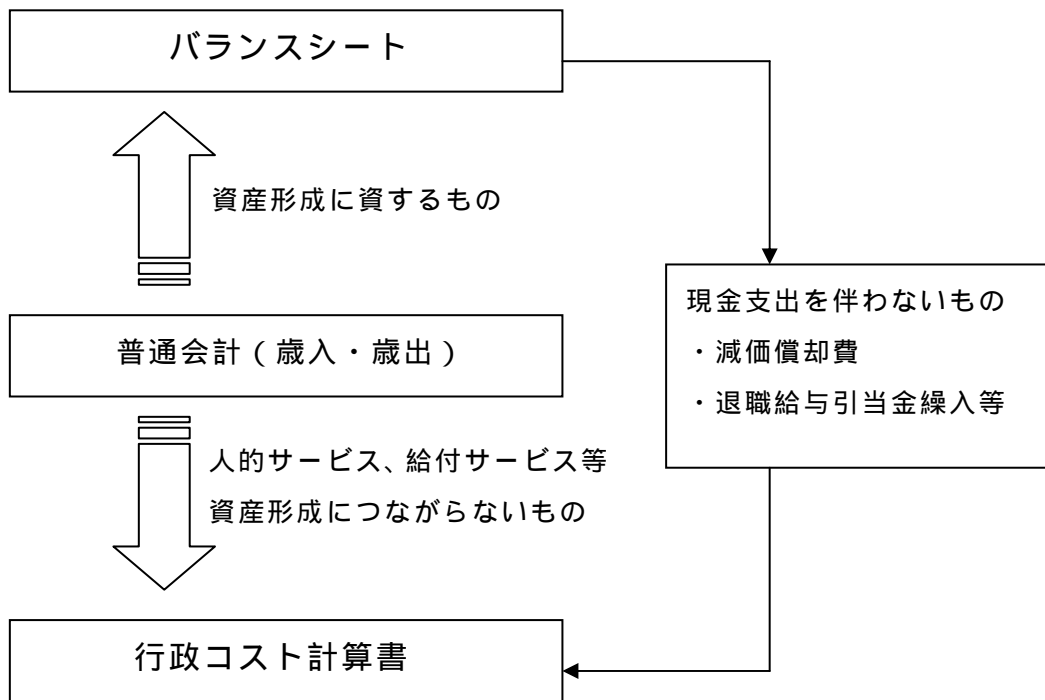 バランスシート
資産形成に資するもの
普通会計（歳入・歳出）
人的サービス、給付サービス等
資産形成につながらないもの
行政コスト計算書
現金支出を伴わないもの
・減価償却費
・退職給与引当金繰入等